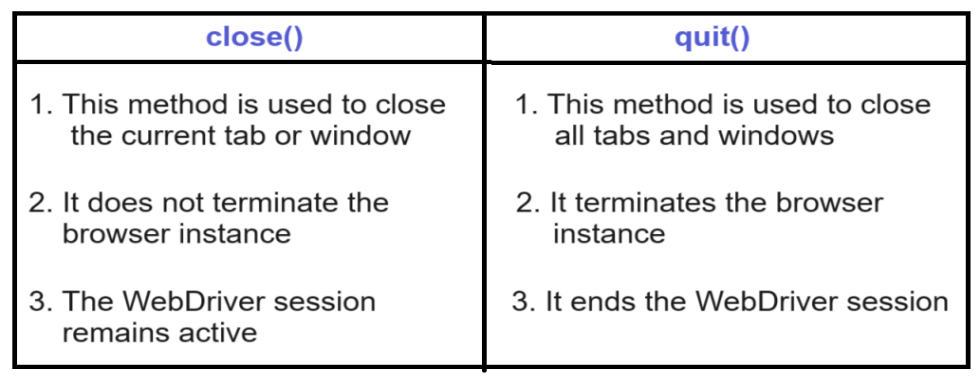 close()
1. This method is used to close
the current tab or window
2. It does not terminate the
browser instance
3. The WebDriver session
remains active
quit()
1. This method is used to close
all tabs and windows
2. It terminates the browser
instance
3. It ends the WebDriver session